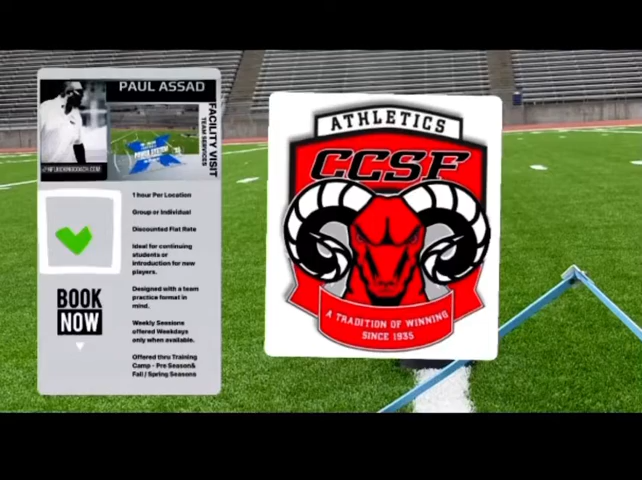 PAUL ASSAD
FACILITY VISIT
TEAM SERVICES
1 hour Per Location
Group or Individual
Discounted Flat Rate
Ideal for continuing
students or
introduction for new
players.
Designed with a team
practice format in
mind.
Weekly Sessions
offered Weekdays
only when available.
Offered thru Training
Camp - Pre Season&
Fall / Spring Seasons
BOOK
NOW
ATHLETICS
CCSF
A TRADITION OF WINNING
SINCE 1935